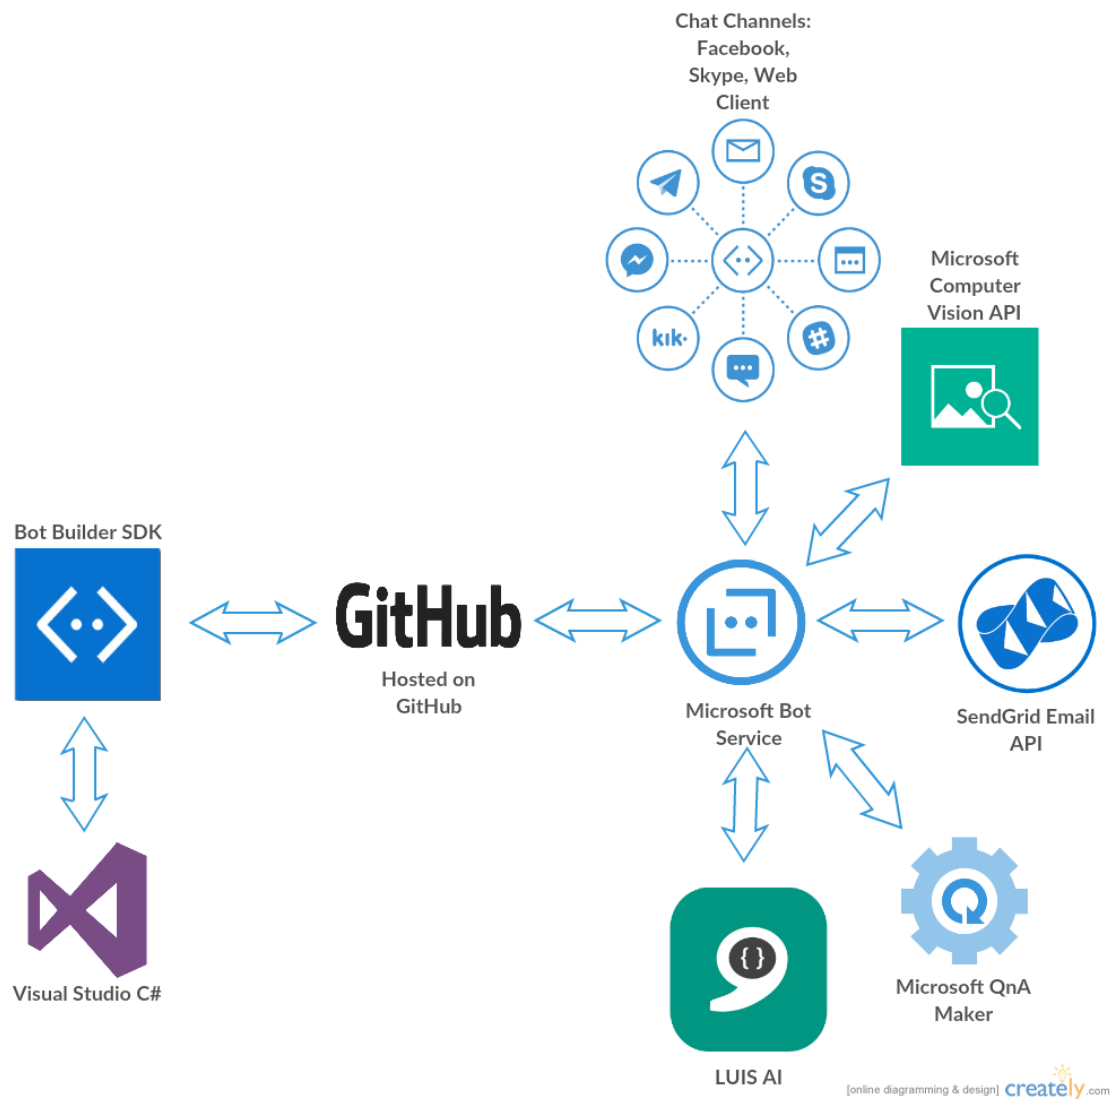 Chat Channels:
Facebook,
Skype, Web
Client
kik·
Microsoft
Computer
Vision API
Bot Builder SDK
GitHub
Hosted on
GitHub
Microsoft Bot
Service
SendGrid Email
API
Visual Studio C#
{}
LUIS AI
Microsoft QnA
Maker
[online diagramming & design] creately.com